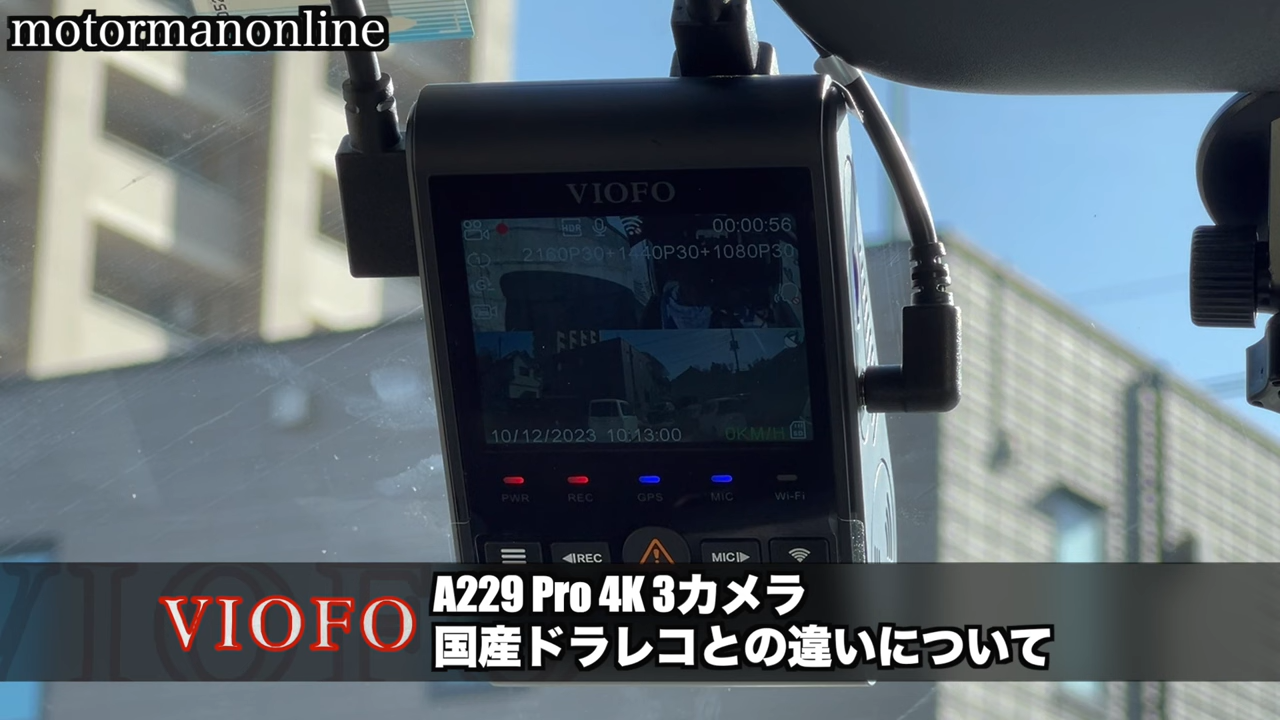 motormanonline
VIOFO
HDR
00:00:56
2160P30+1440P30+1080P30
10/12/2023 10:13:00
0KM/H
PWR
REC
GPS
MIC
Wi-Fi
REC
MIC
VIOFO
A229 Pro 4K 3カメラ
国産ドラレコとの違いについて